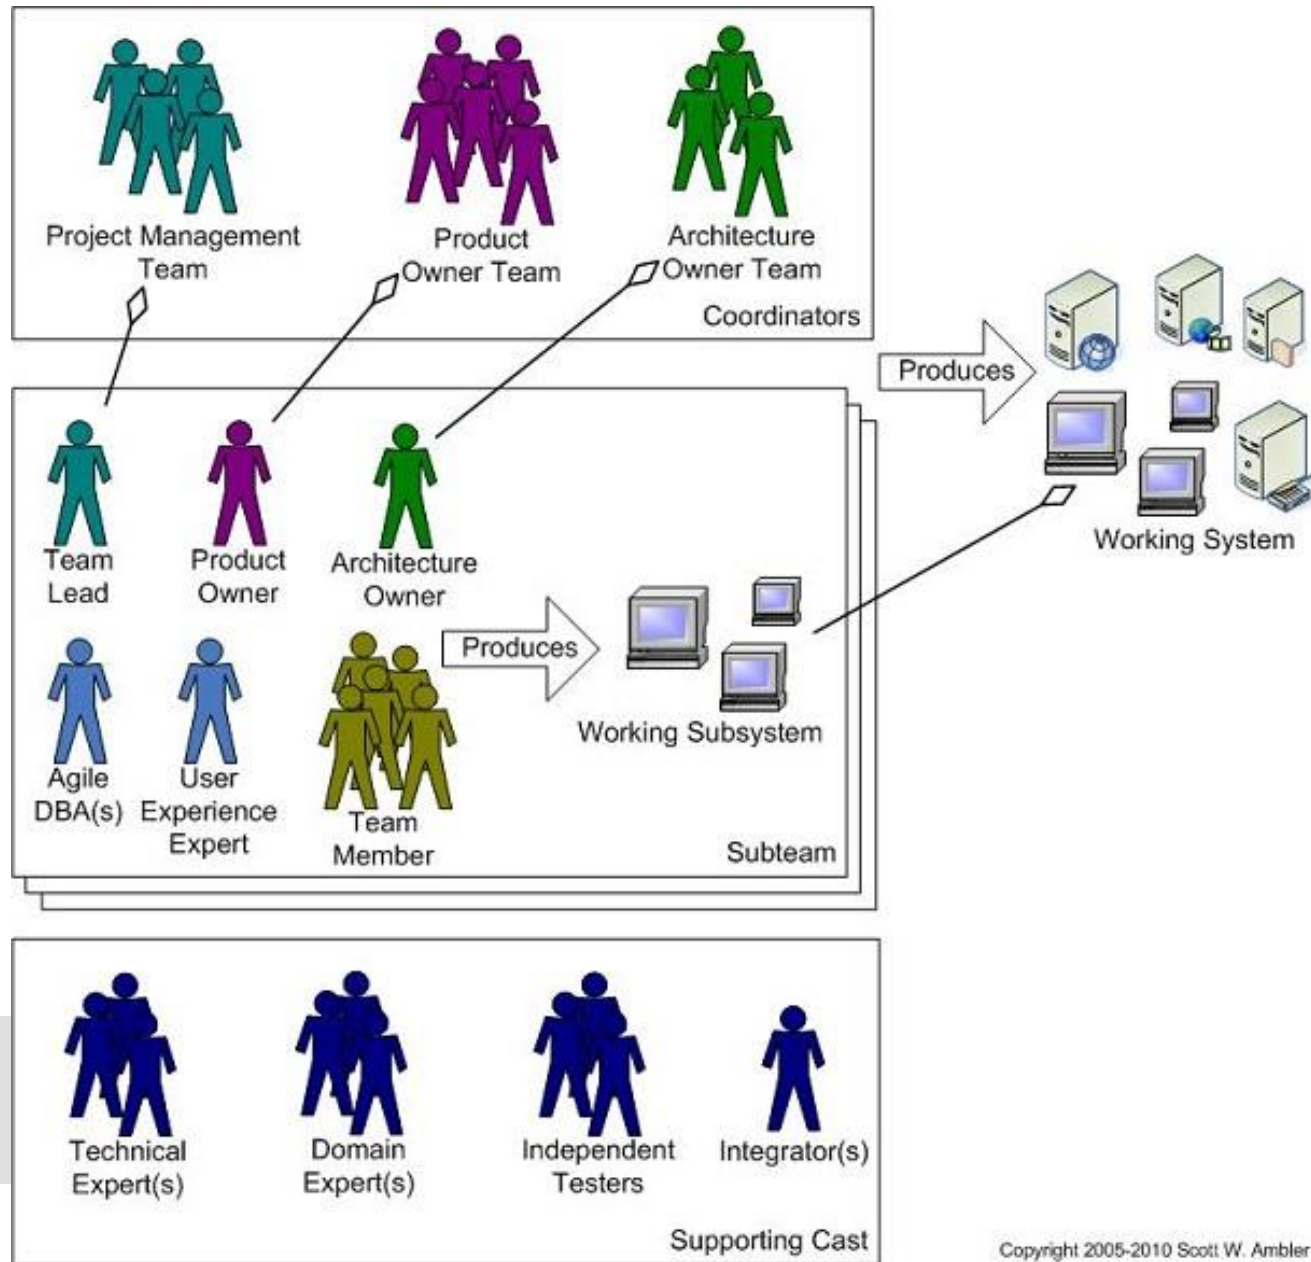 Project Management
Team
Product
Owner Team
Architecture
Owner Team
Coordinators
Produces
Working System
Team
Lead
Product
Owner
Architecture
Owner
Produces
Working Subsystem
Agile
DBA(s)
User
Experience
Expert
Team
Member
Subteam
Technical
Expert(s)
Domain
Expert(s)
Independent
Testers
Integrator(s)
Supporting Cast
Copyright 2005-2010 Scott W. Ambler